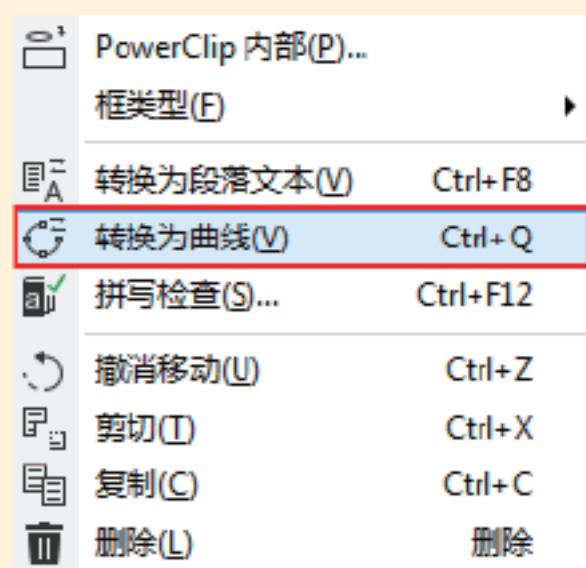 PowerClip 内部(P)...
框类型(F)
转换为段落文本(V) Ctrl+F8
转换为曲线(V) Ctrl+Q
拼写检查(S)... Ctrl+F12
撤消移动(U) Ctrl+Z
剪切(T) Ctrl+X
复制(C) Ctrl+C
删除(L) 删除